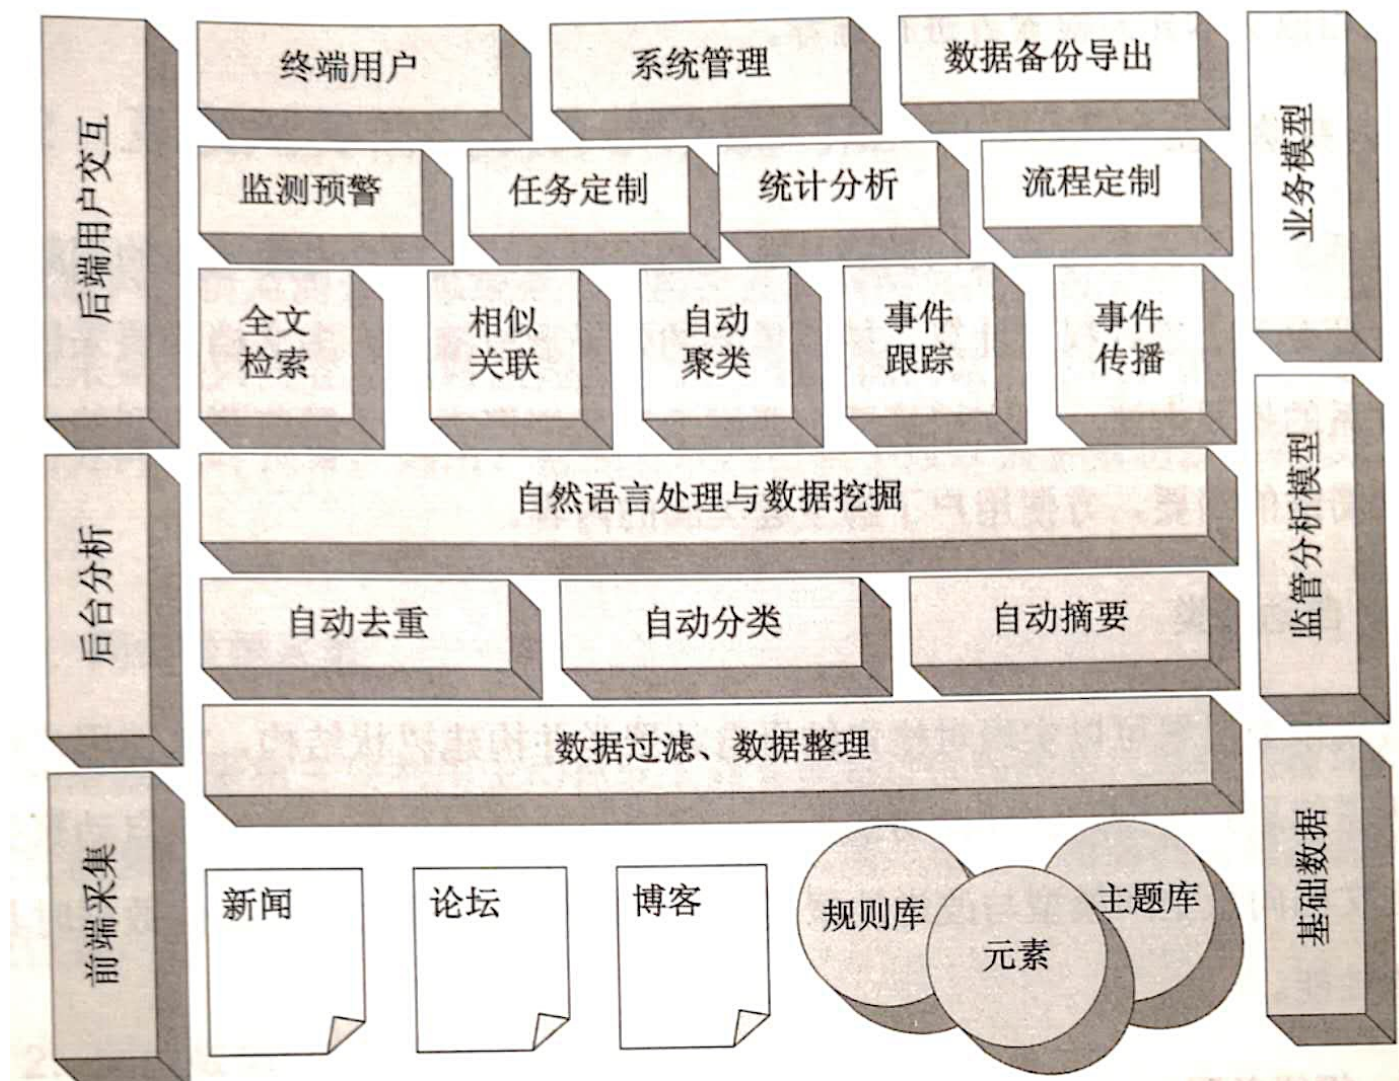 后端用户交互
终端用户
系统管理
数据备份导出
业务模型
监测预警
任务定制
统计分析
流程定制
全文
检索
相似
关联
自动
聚类
事件
跟踪
事件
传播
后台分析
自然语言处理与数据挖掘
监管分析模型
自动去重
自动分类
自动摘要
数据过滤、数据整理
前端采集
新闻
论坛
博客
规则库
元素
主题库
基础数据